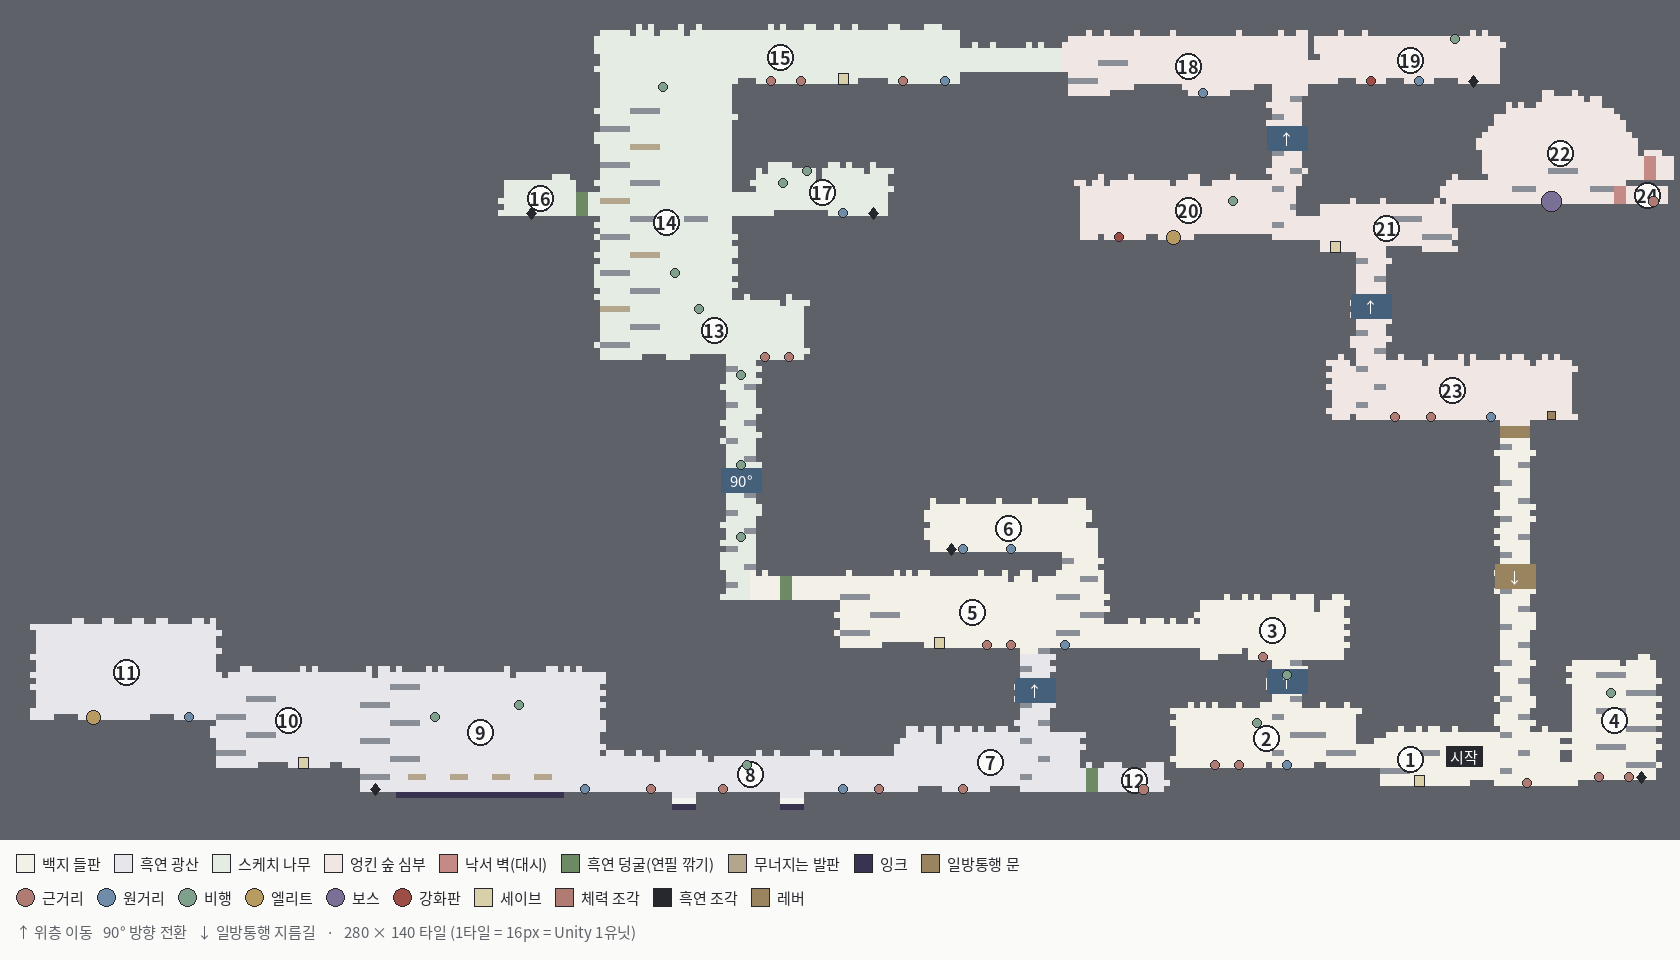 15
18
19
22
16
17
24
14
20
21
13
23
90°
6
5
3
11
10
9
8
7
12
2
1
시작
4
↑
↑
↑
↑
↓
백지 들판
흑연 광산
스케치 나무
엉킨 숲 심부
낙서 벽(대시)
흑연 덩굴(연필 깎기)
무너지는 발판
잉크
일방통행 문
근거리
원거리
비행
엘리트
보스
강화판
세이브
체력 조각
흑연 조각
레버
↑ 위층 이동 90° 방향 전환 ↓ 일방통행 지름길 · 280 × 140 타일 (1타일 = 16px = Unity 1유닛)